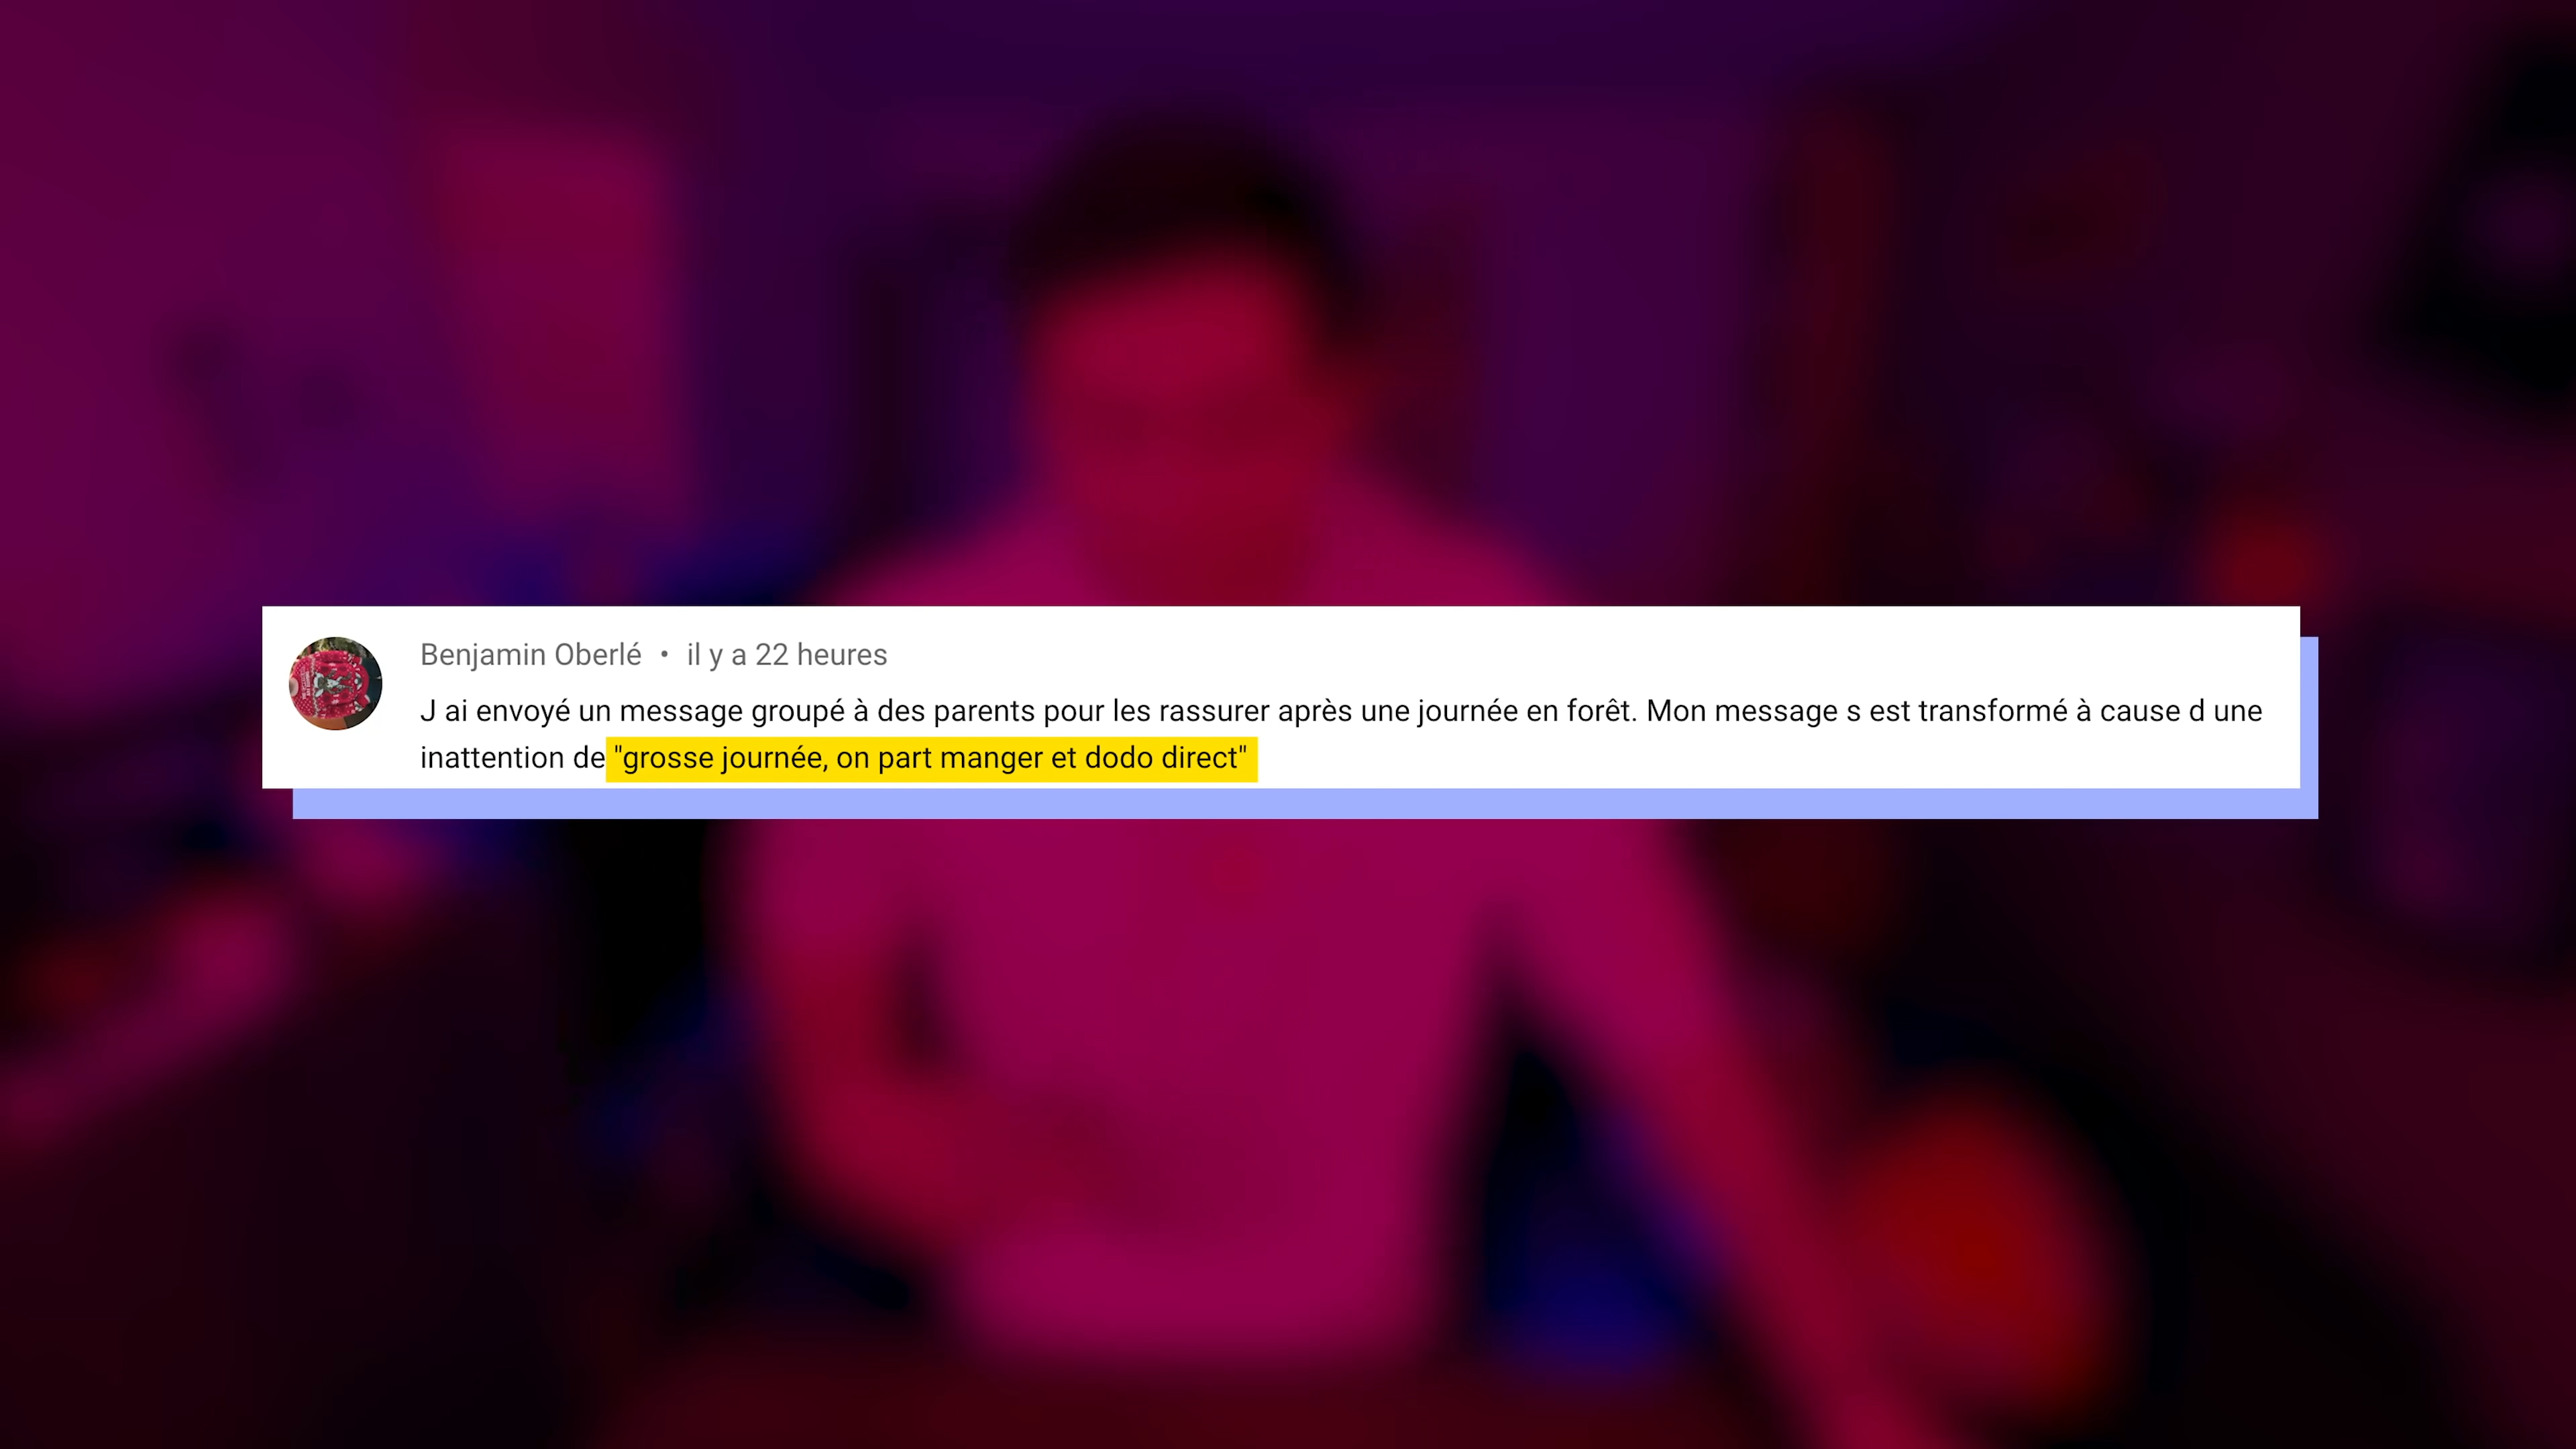 Benjamin Oberlé • il y a 22 heures
J ai envoyé un message groupé à des parents pour les rassurer après une journée en forêt. Mon message s est transformé à cause d une
inattention de "grosse journée, on part manger et dodo direct"